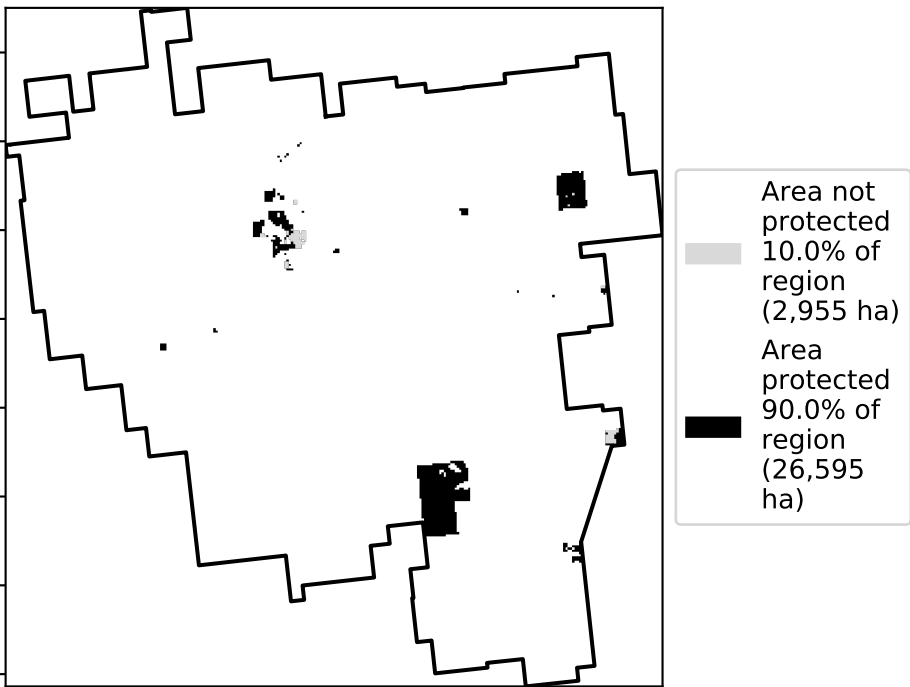 Area not
protected
10.0% of
region
(2,955 ha)
Area
protected
90.0% of
region
(26,595
ha)